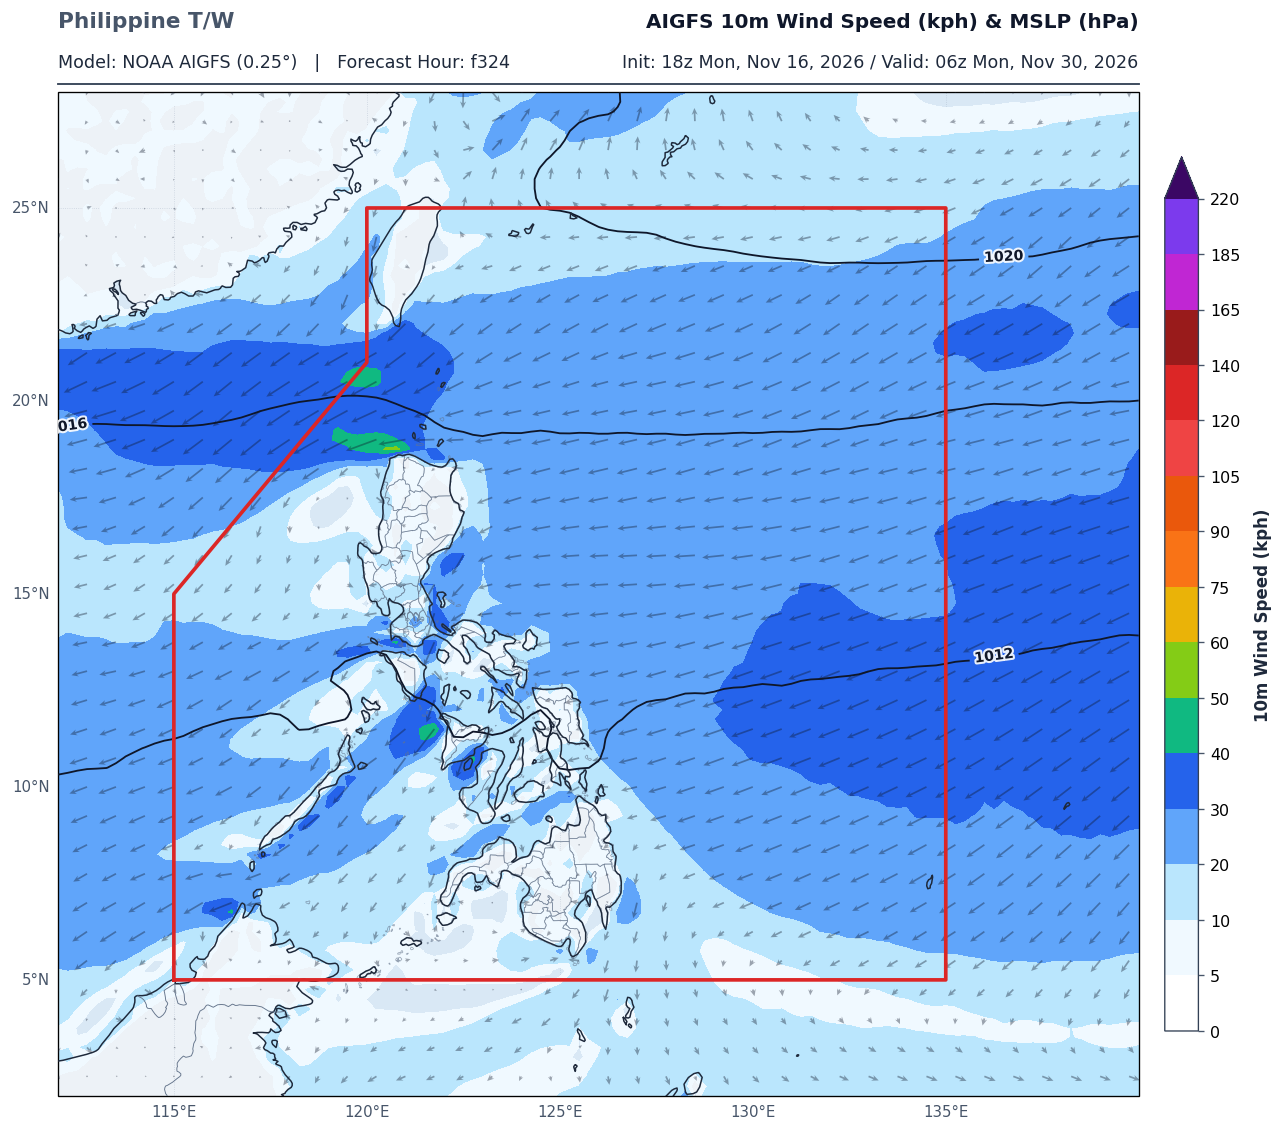 Philippine T/W
AIGFS 10m Wind Speed (kph) & MSLP (hPa)
Model: NOAA AIGFS (0.25°) | Forecast Hour: f324
Init: 18z Mon, Nov 16, 2026 / Valid: 06z Mon, Nov 30, 2026
25°N
20°N
15°N
10°N
5°N
115°E
120°E
125°E
130°E
135°E
1020
016
1012
220
185
165
140
120
105
90
75
60
50
40
30
20
10
5
0
10m Wind Speed (kph)